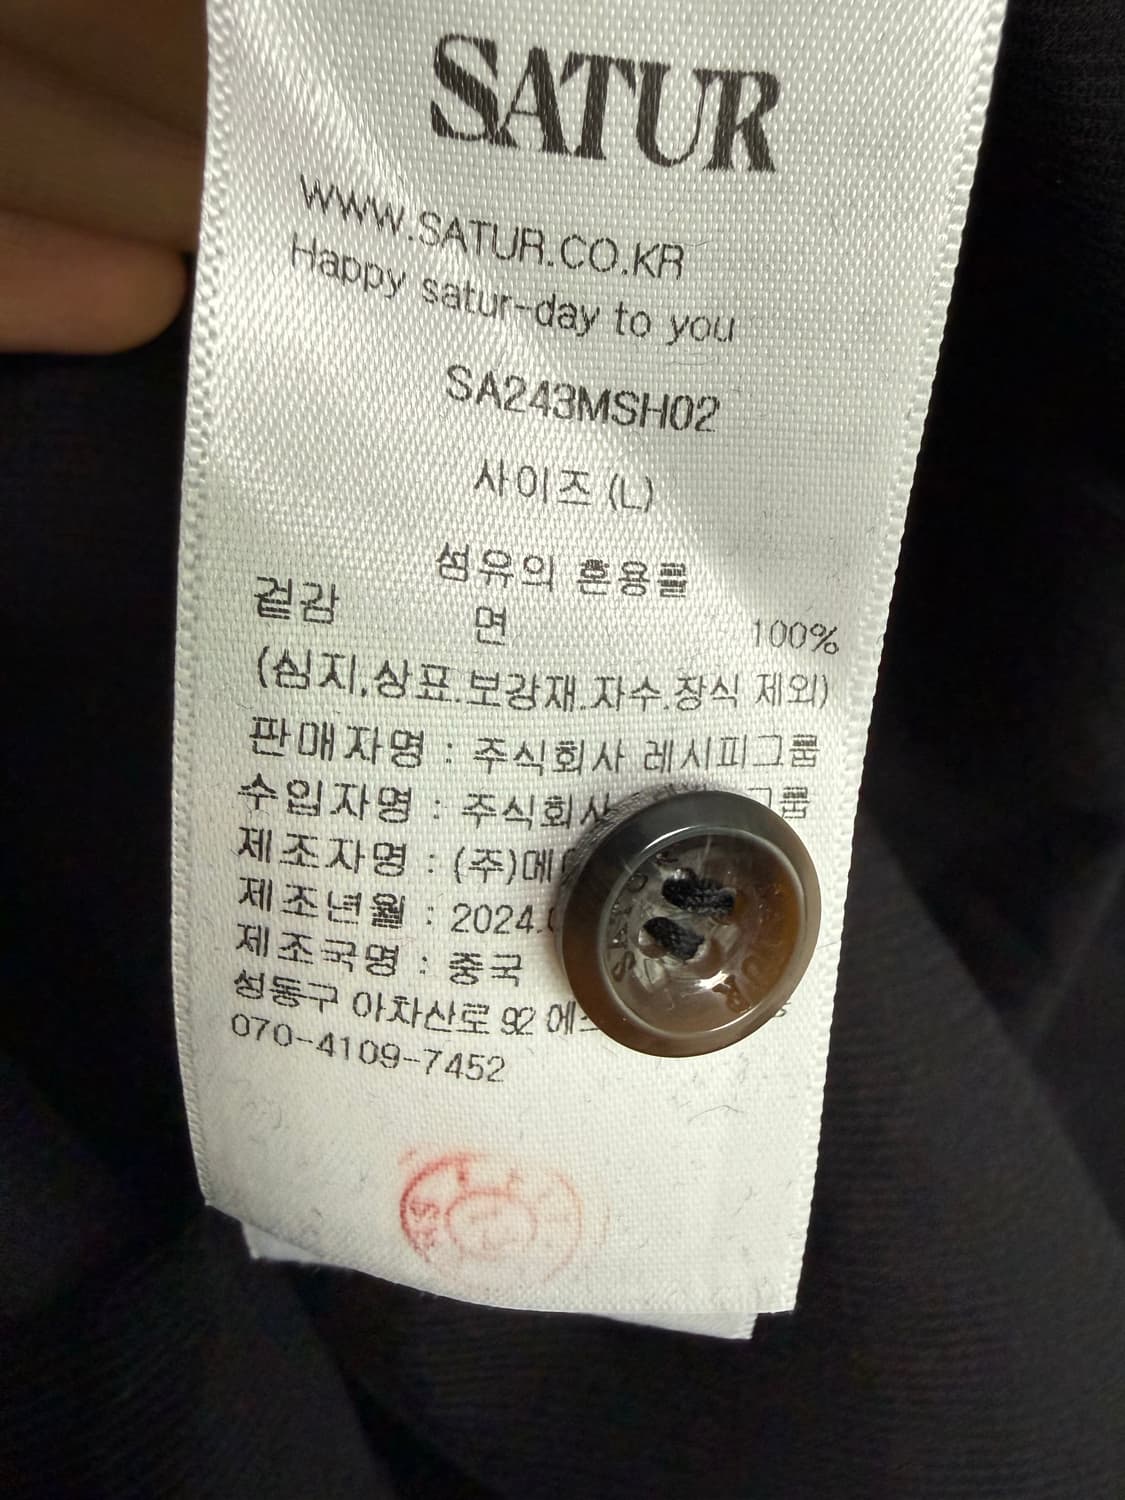 SATUR
WWW.SATUR.CO.KR
Happy satur-day to you
SA243MSH02
사이즈 (L)
섬유의 혼용률
겉감 면 100%
(심지.상표.보강재.자수.장식 제외)
판매자명 : 주식회사 레시피그룹
수입자명 : 주식회사 그룹
제조자명 : (주)메
제조년월 : 2024.
제조국명 : 중국
성동구 아차산로 92
070-4109-7452